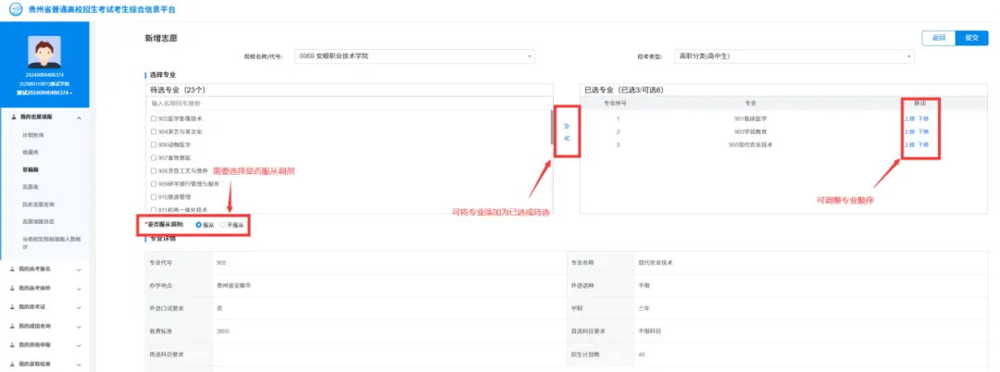 贵州省普通高校招生考试考生综合信息平台
新增志愿
返回
提交
院校名称/代号:
0069 安顺职业技术学院
招考类型:
高职分类(高中生)
选择专业
待选专业（23个）
输入名称回车搜索
902医学影像技术
904茶艺与茶文化
906动物医学
907畜牧兽医
908烹饪工艺与营养
909研学旅行管理与服务
910旅游管理
911机电一体化技术
已选专业（已选3/可选6）
专业序号 专业 移动
1 901临床医学 上移 下移
2 903学前教育 上移 下移
3 905现代农业技术 上移 下移
需要选择是否服从调剂
可将专业添加为已选或待选
可调整专业顺序
*是否服从调剂: 服从 不服从
专业详情
专业代号 905 专业名称 现代农业技术
办学地点 贵州省安顺市 外语语种 不限
外语口试要求 否 学制 三年
收费标准 3850 首选科目要求 不限科目
再选科目要求 招生计划数 45
20240099486374
测试20240099486374
我的志愿填报
计划查询
收藏夹
草稿箱
志愿表
历史志愿查询
志愿填报日志
分类招生院校填报人数统计
我的高考报名
我的高考体检
我的准考证
我的成绩查询
我的资格申报
我的录取结果